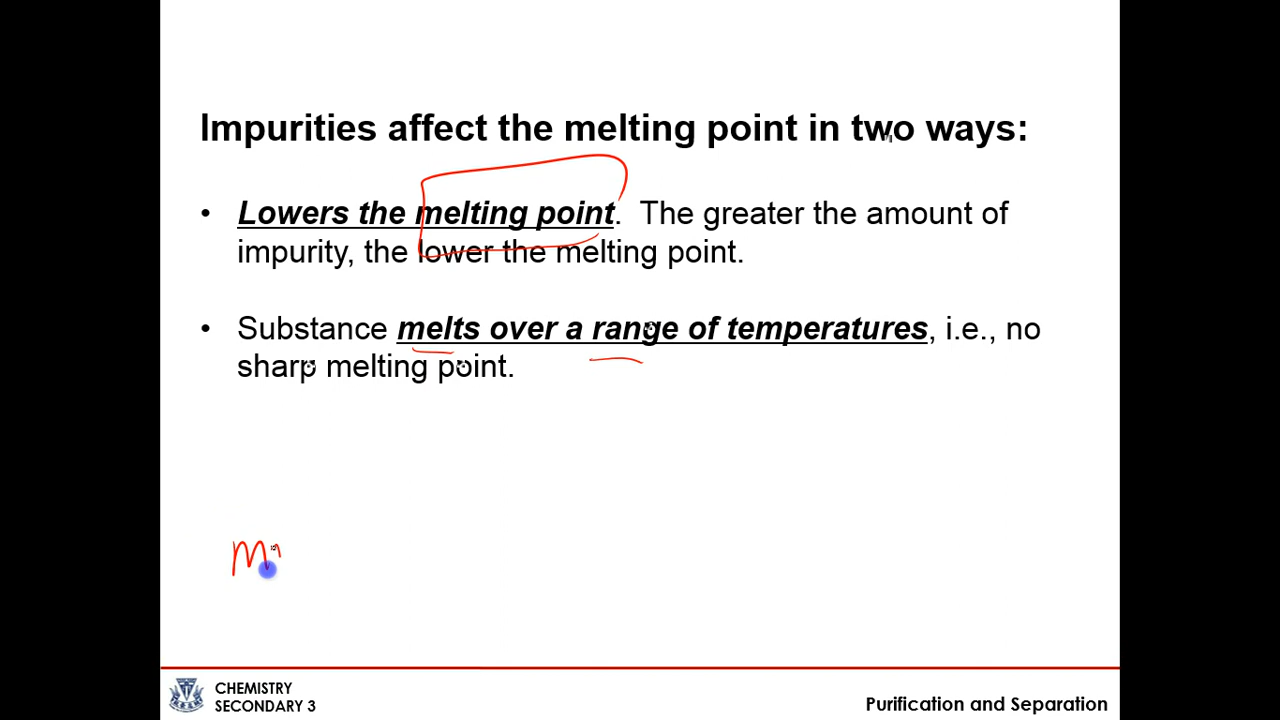 Impurities affect the melting point in two ways:
• Lowers the melting point. The greater the amount of
impurity, the lower the melting point.
• Substance melts over a range of temperatures, i.e., no
sharp melting point.
m
CHEMISTRY
SECONDARY 3
Purification and Separation